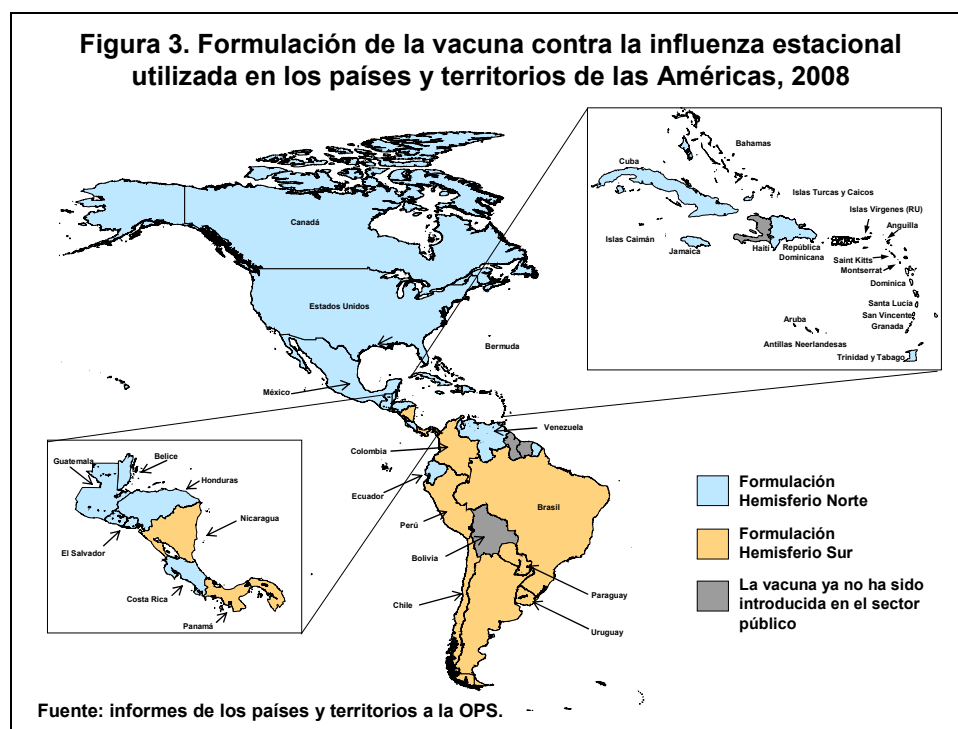 Figura 3. Formulación de la vacuna contra la influenza estacional
utilizada en los países y territorios de las Américas, 2008
Bahamas
Cuba
Islas Turcas y Caicos
Islas Vírgenes (RU)
Anguilla
Islas Caimán
Jamaica
Haití
República
Dominicana
Saint Kitts
Montserrat
Dominica
Santa Lucía
San Vincente
Granada
Aruba
Antillas Neerlandesas
Trinidad y Tabago
Canadá
Estados Unidos
Bermuda
México
Venezuela
Colombia
Ecuador
Perú
Brasil
Bolivia
Chile
Paraguay
Uruguay
Guatemala
Belice
Honduras
Nicaragua
El Salvador
Costa Rica
Panamá
Formulación
Hemisferio Norte
Formulación
Hemisferio Sur
La vacuna ya no ha sido
introducida en el sector
público
Fuente: informes de los países y territorios a la OPS.